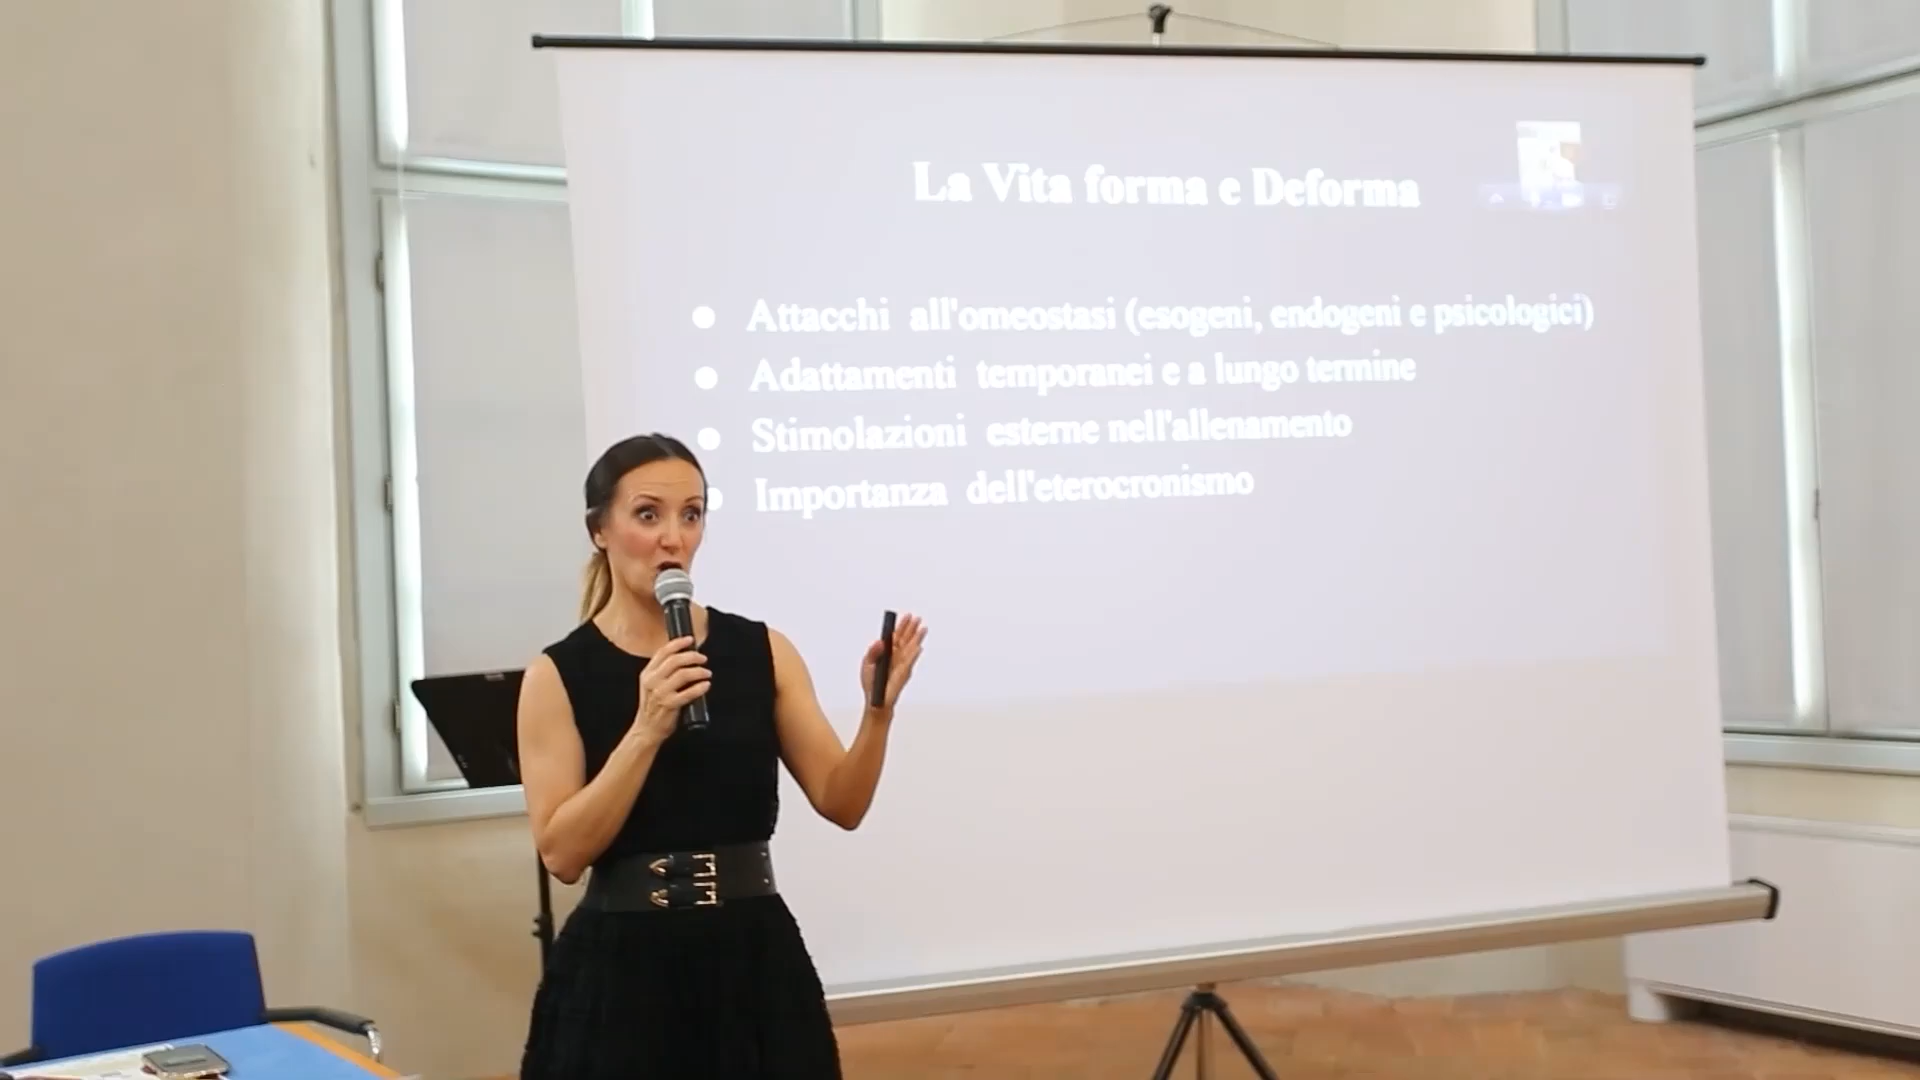 La Vita forma e Deforma
Attacchi all'omeostasi (esogeni, endogeni e psicologici)
Adattamenti temporanei e a lungo termine
Stimolazioni esterne nell'allenamento
Importanza dell'eterocronismo